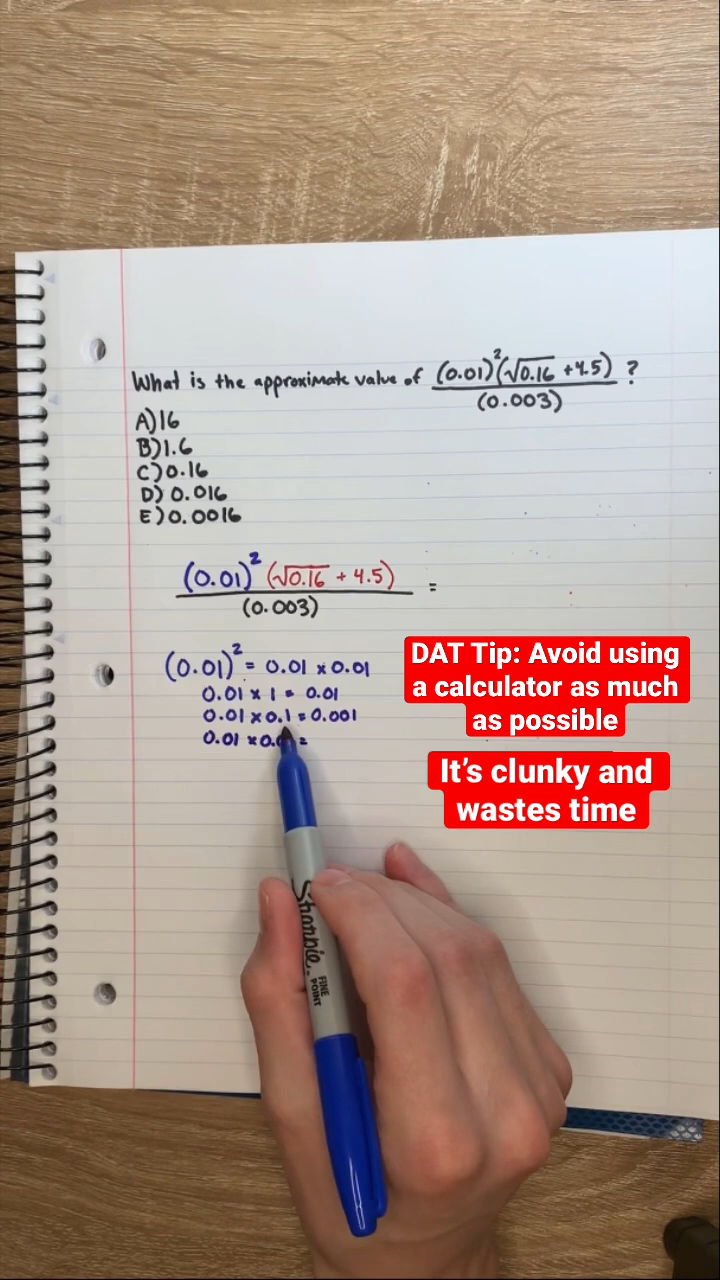 What is the approximate value of (0.01)²(√0.16 + 4.5) / (0.003) ?
A) 16
B) 1.6
C) 0.16
D) 0.016
E) 0.0016
(0.01)² (√0.16 + 4.5) / (0.003) =
(0.01)² = 0.01 × 0.01
0.01 × 1 = 0.01
0.01 × 0.1 = 0.001
0.01 × 0. =
DAT Tip: Avoid using
a calculator as much
as possible
It's clunky and
wastes time
Sharpie.
FINE
POINT